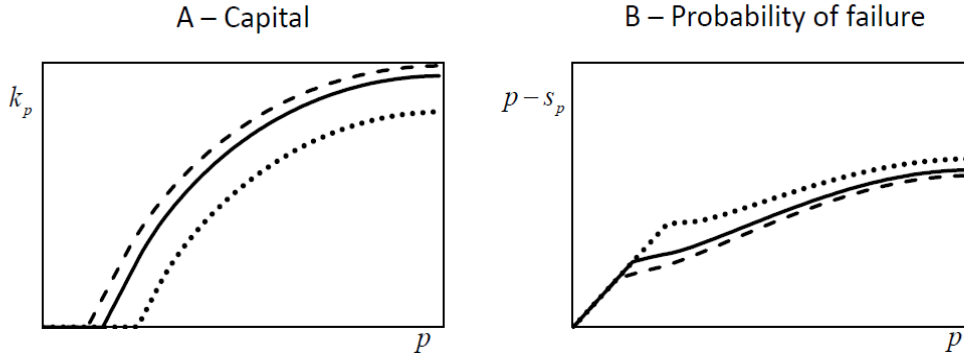 A – Capital
k_p
p
B – Probability of failure
p – s_p
p